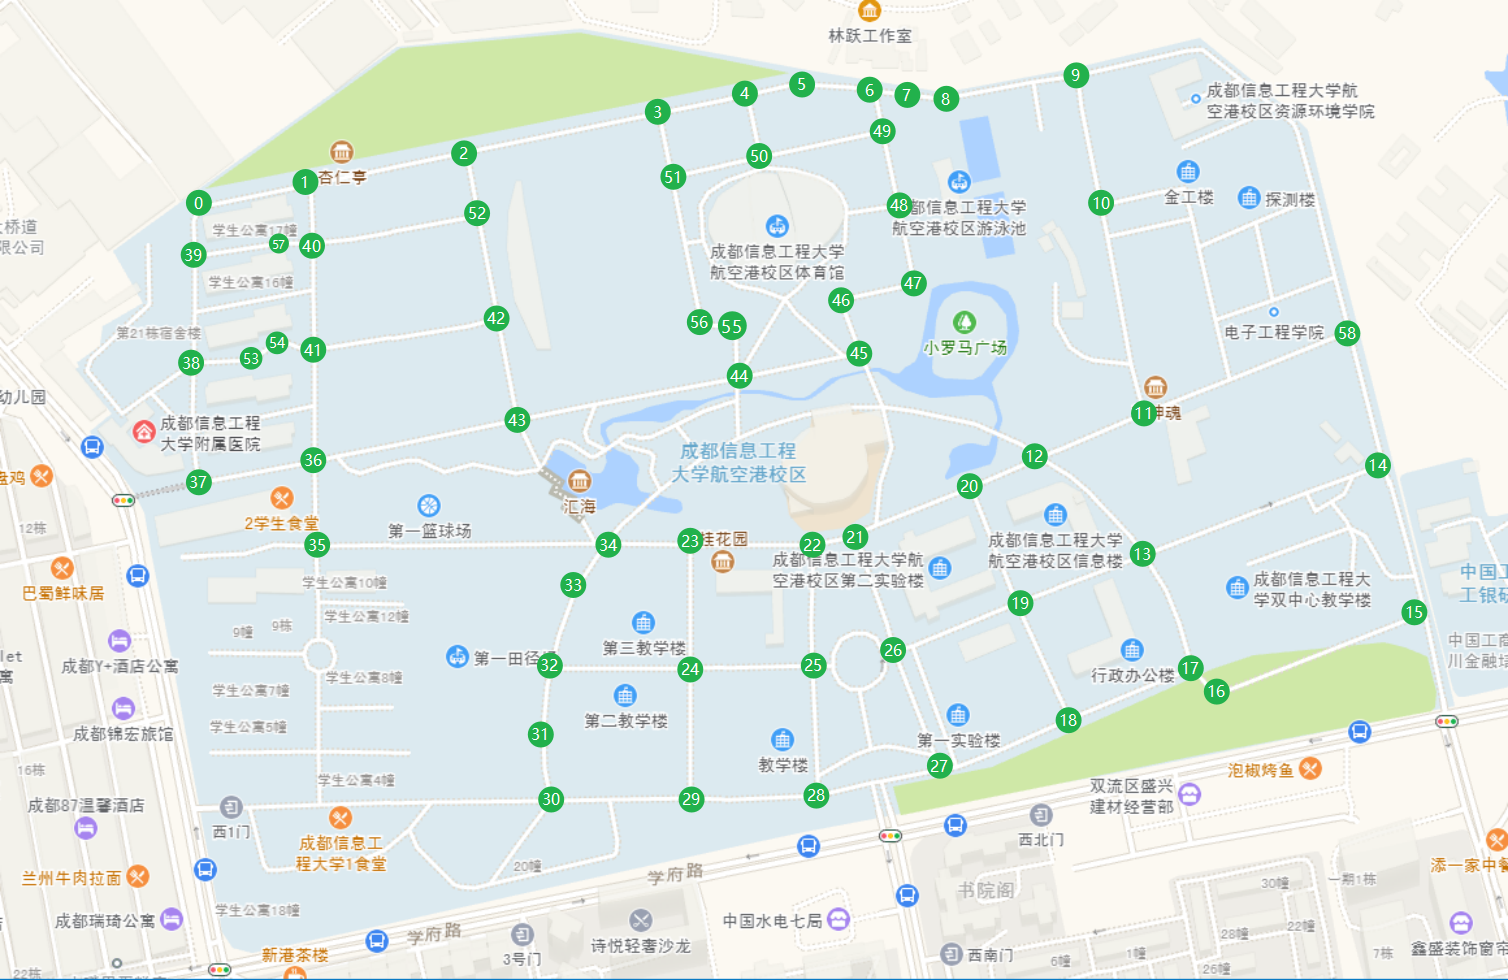 林跃工作室
9
5
6
7
8
4
3
成都信息工程大学航
空港校区资源环境学院
49
2
50
杏仁亭
1
51
金工楼
探测楼
0
48
都信息工程大学
航空港校区游泳池
10
52
大桥道
限公司
学生公寓17幢
57
40
39
成都信息工程大学
航空港校区体育馆
学生公寓16幢
47
46
42
56
55
第21栋宿舍楼
电子工程学院
58
小罗马广场
54
41
53
38
45
44
幼儿园
11
钟魂
43
成都信息工程
大学附属医院
成都信息工程
大学航空港校区
36
12
14
盘鸡
37
20
汇海
2学生食堂
第一篮球场
12栋
35
34
23
桂花园
22
21
成都信息工程大学
航空港校区信息楼
13
成都信息工程大学航
空港校区第二实验楼
巴蜀鲜味居
学生公寓10幢
33
成都信息工程大
学双中心教学楼
19
15
学生公寓12幢
9幢
9栋
第三教学楼
26
中国工商
川金融培
成都Y+酒店公寓
第一田径场
32
24
25
17
16
行政办公楼
学生公寓8幢
学生公寓7幢
第二教学楼
18
学生公寓5幢
成都锦宏旅馆
31
第一实验楼
教学楼
27
16栋
学生公寓4幢
泡椒烤鱼
双流区盛兴
建材经营部
成都87温馨酒店
30
29
28
西1门
成都信息工
程大学1食堂
西北门
20幢
学府路
添一家中餐
兰州牛肉拉面
书院阁
30幢
一期1栋
学生公寓18幢
成都瑞琦公寓
中国水电七局
22幢
28幢
学府路
3号门
诗悦轻奢沙龙
新港茶楼
西南门
6幢
1幢
7栋
鑫盛装饰窗帘
26幢
22栋